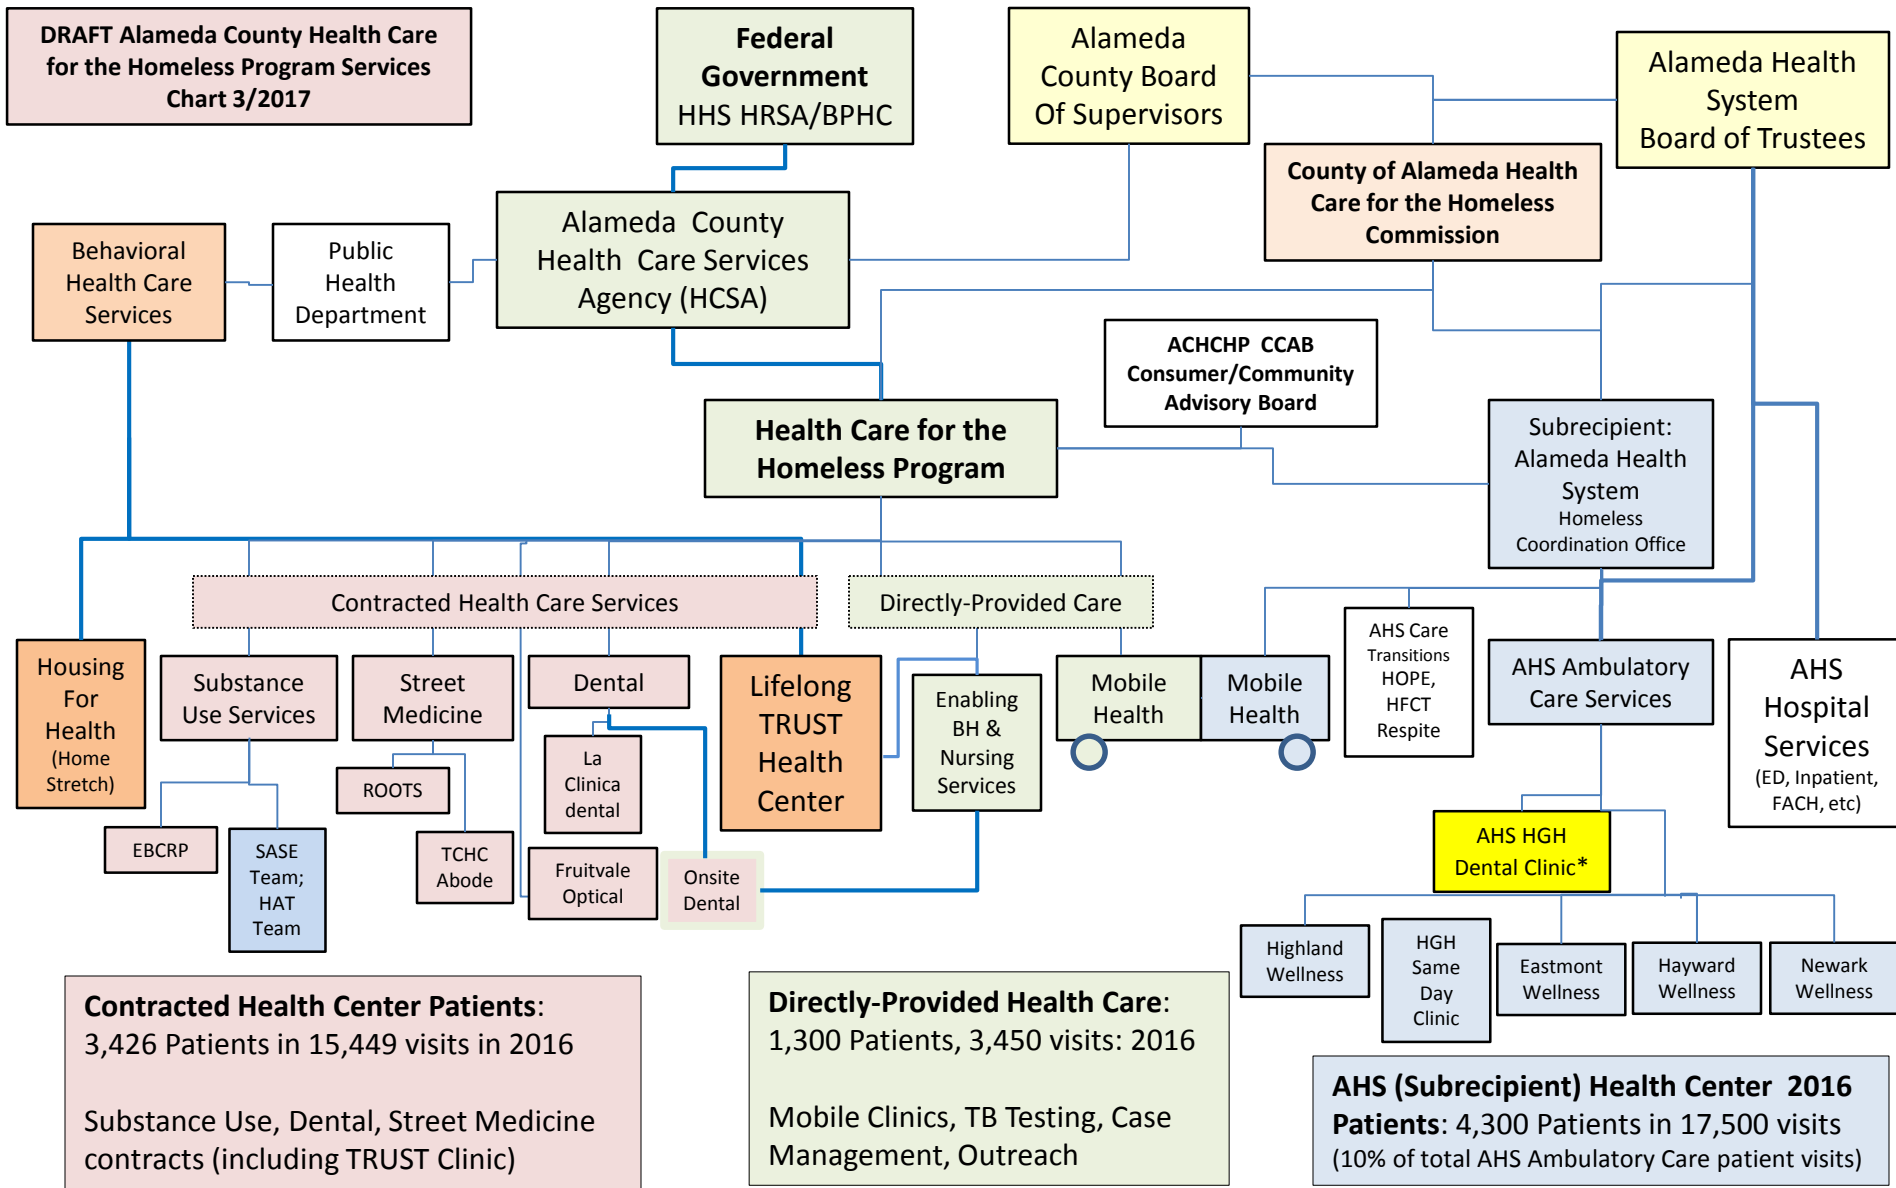 DRAFT Alameda County Health Care
for the Homeless Program Services
Chart 3/2017
Federal
Government
HHS HRSA/BPHC
Alameda
County Board
Of Supervisors
Alameda Health
System
Board of Trustees
County of Alameda Health
Care for the Homeless
Commission
Behavioral
Health Care
Services
Public
Health
Department
Alameda County
Health Care Services
Agency (HCSA)
ACHCHP CCAB
Consumer/Community
Advisory Board
Health Care for the
Homeless Program
Subrecipient:
Alameda Health
System
Homeless
Coordination Office
Contracted Health Care Services
Directly-Provided Care
Housing
For
Health
(Home
Stretch)
Substance
Use Services
Street
Medicine
Dental
Lifelong
TRUST
Health
Center
Enabling
BH &
Nursing
Services
Mobile
Health
Mobile
Health
AHS Care
Transitions
HOPE,
HFCT
Respite
AHS Ambulatory
Care Services
AHS
Hospital
Services
(ED, Inpatient,
FACH, etc)
EBCRP
SASE
Team;
HAT
Team
ROOTS
TCHC
Abode
La
Clinica
dental
Fruitvale
Optical
Onsite
Dental
AHS HGH
Dental Clinic*
Highland
Wellness
HGH
Same
Day
Clinic
Eastmont
Wellness
Hayward
Wellness
Newark
Wellness
Contracted Health Center Patients:
3,426 Patients in 15,449 visits in 2016
Substance Use, Dental, Street Medicine
contracts (including TRUST Clinic)
Directly-Provided Health Care:
1,300 Patients, 3,450 visits: 2016
Mobile Clinics, TB Testing, Case
Management, Outreach
AHS (Subrecipient) Health Center 2016
Patients: 4,300 Patients in 17,500 visits
(10% of total AHS Ambulatory Care patient visits)